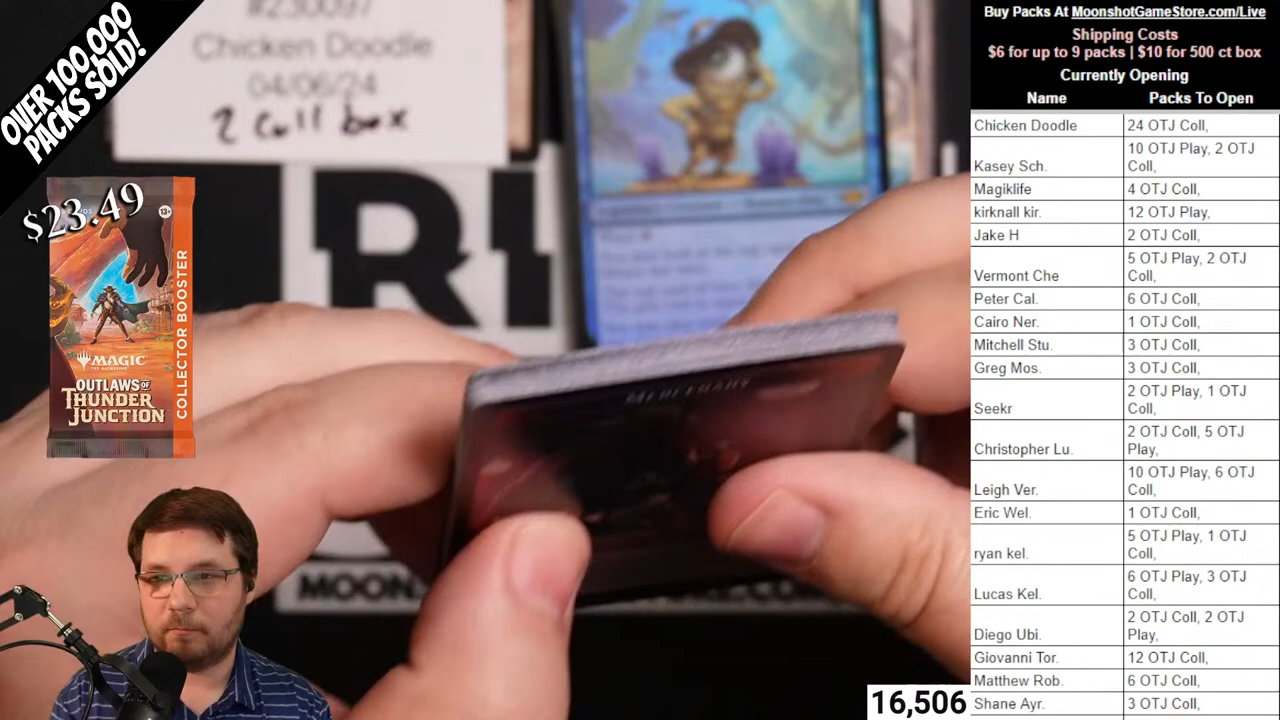 OVER 100,000
PACKS SOLD!
#230097
Chicken Doodle
04/06/24
2 coll box
$23.49
13+
COLLECTOR BOOSTER
MAGIC
THE GATHERING
OUTLAWS OF
THUNDER
JUNCTION
MERCENARY
MOON
16,506
Buy Packs At MoonshotGameStore.com/Live
Shipping Costs
$6 for up to 9 packs | $10 for 500 ct box
Currently Opening
Name Packs To Open
Chicken Doodle 24 OTJ Coll,
Kasey Sch. 10 OTJ Play, 2 OTJ
Coll,
Magiklife 4 OTJ Coll,
kirknall kir. 12 OTJ Play,
Jake H 2 OTJ Coll,
Vermont Che 5 OTJ Play, 2 OTJ
Coll,
Peter Cal. 6 OTJ Coll,
Cairo Ner. 1 OTJ Coll,
Mitchell Stu. 3 OTJ Coll,
Greg Mos. 3 OTJ Coll,
Seekr 2 OTJ Play, 1 OTJ
Coll,
Christopher Lu. 2 OTJ Coll, 5 OTJ
Play,
Leigh Ver. 10 OTJ Play, 6 OTJ
Coll,
Eric Wel. 1 OTJ Coll,
ryan kel. 5 OTJ Play, 1 OTJ
Coll,
Lucas Kel. 6 OTJ Play, 3 OTJ
Coll,
Diego Ubi. 2 OTJ Coll, 2 OTJ
Play,
Giovanni Tor. 12 OTJ Coll,
Matthew Rob. 6 OTJ Coll,
Shane Ayr. 3 OTJ Coll,